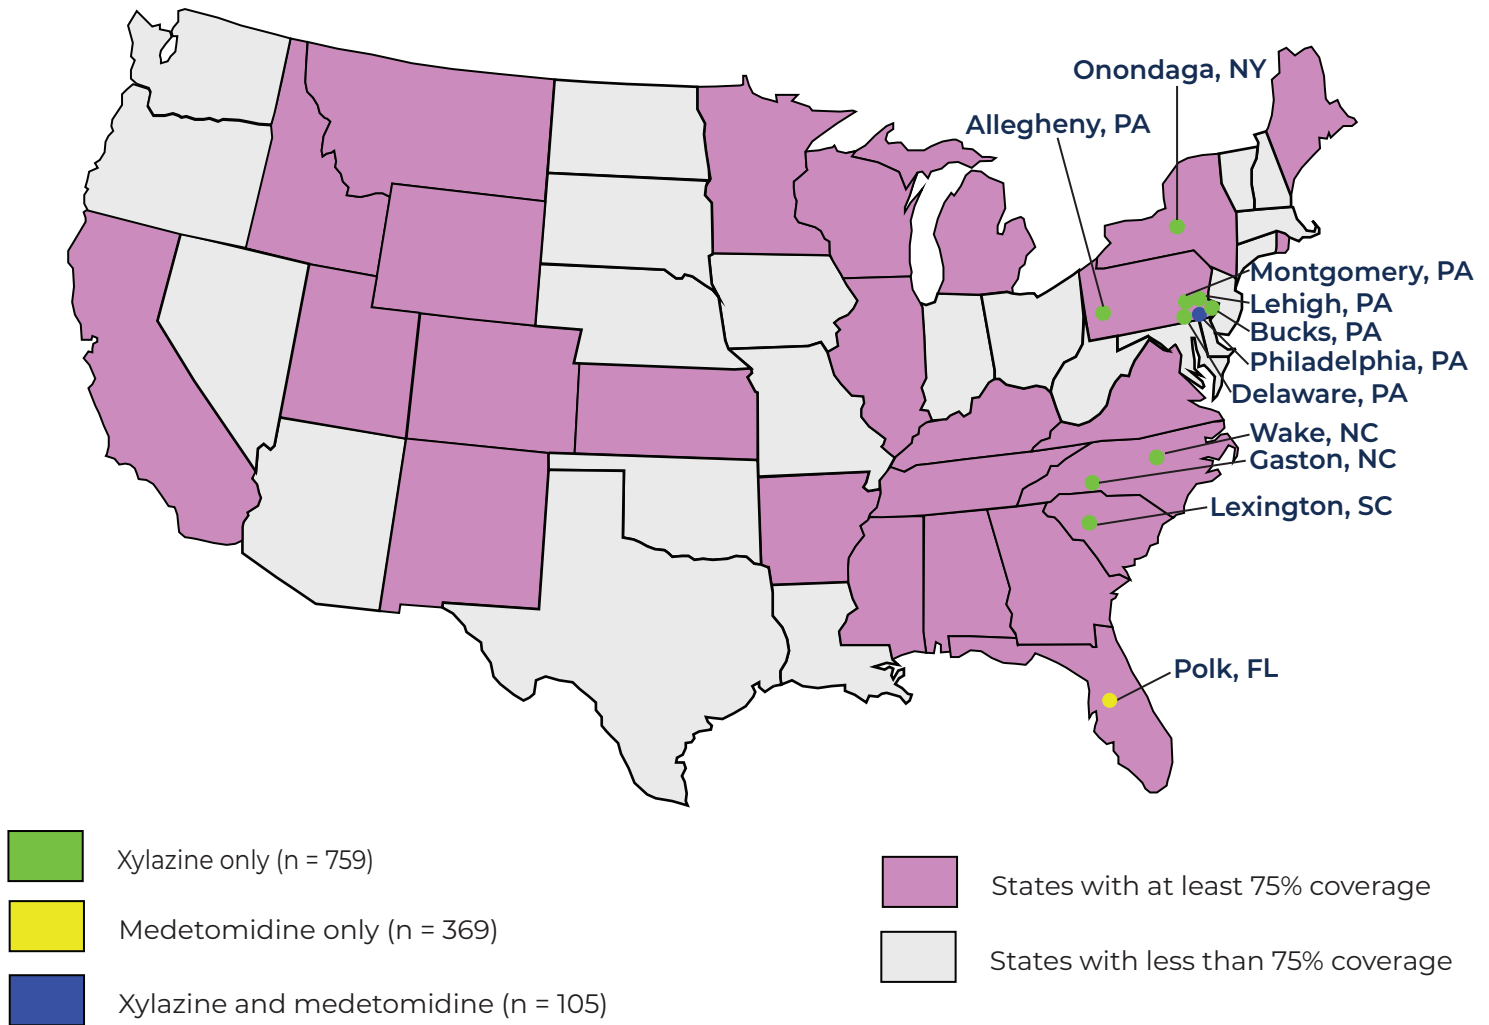 Onondaga, NY
Allegheny, PA
Montgomery, PA
Lehigh, PA
Bucks, PA
Philadelphia, PA
Delaware, PA
Wake, NC
Gaston, NC
Lexington, SC
Polk, FL
Xylazine only (n = 759)
Medetomidine only (n = 369)
Xylazine and medetomidine (n = 105)
States with at least 75% coverage
States with less than 75% coverage